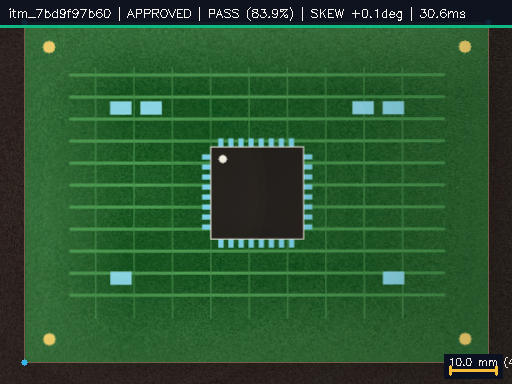 itm_7bd9f97b60 | APPROVED | PASS (83.9%) | SKEW +0.1deg | 30.6ms
10.0 mm